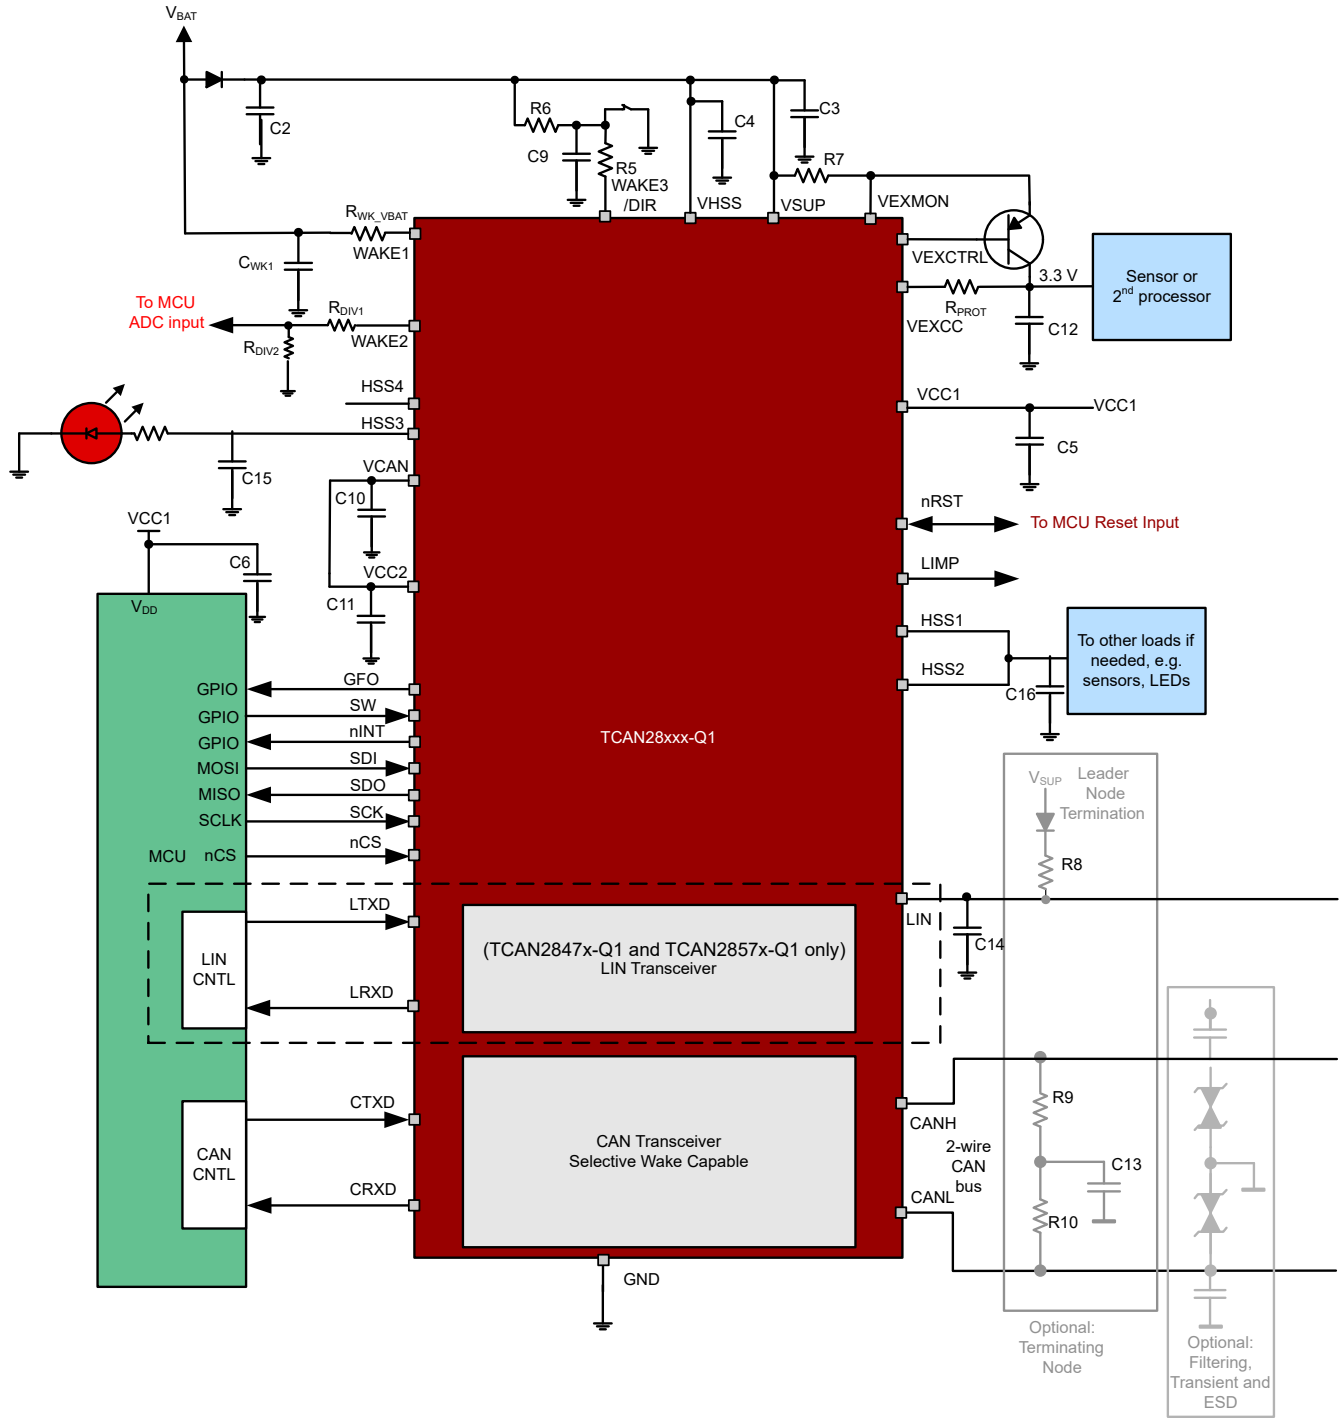 VBAT
C2
R6
C9
R5
WAKE3
/DIR
C4
VHSS
C3
R7
VSUP
VEXMON
RWK_VBAT
WAKE1
CWK1
To MCU
ADC input
RDIV1
WAKE2
RDIV2
HSS4
HSS3
C15
VCAN
C10
VCC2
C11
VCC1
C6
VDD
VEXCTRL
3.3 V
Sensor or
2nd processor
RPROT
VEXCC
C12
VCC1
VCC1
C5
nRST
To MCU Reset Input
LIMP
HSS1
HSS2
C16
To other loads if
needed, e.g.
sensors, LEDs
GPIO
GFO
GPIO
SW
GPIO
nINT
MOSI
SDI
MISO
SDO
SCLK
SCK
MCU
nCS
nCS
TCAN28xxx-Q1
VSUP
Leader
Node
Termination
R8
LTXD
LIN
CNTL
LRXD
(TCAN2847x-Q1 and TCAN2857x-Q1 only)
LIN Transceiver
LIN
C14
CTXD
CAN
CNTL
CRXD
CAN Transceiver
Selective Wake Capable
CANH
2-wire
CAN
bus
CANL
R9
C13
R10
GND
Optional:
Terminating
Node
Optional:
Filtering,
Transient and
ESD